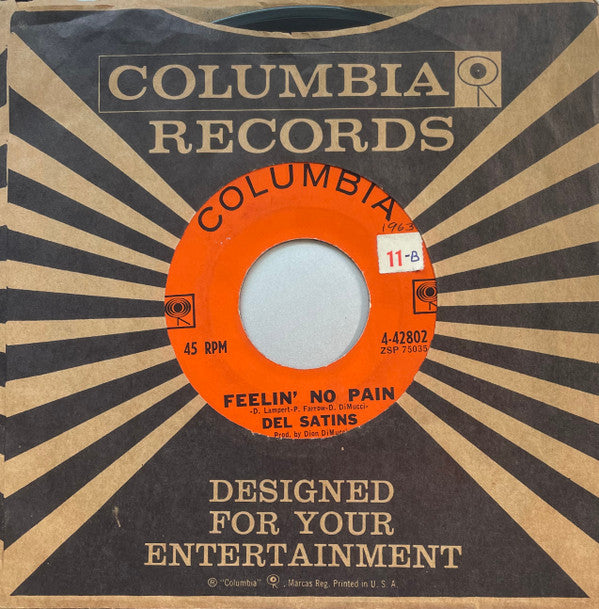 COLUMBIA
RECORDS
COLUMBIA
1963
11-B
45 RPM
4-42802
ZSP 75035
FEELIN' NO PAIN
-D. Lampert-P. Farrow-D. DiMucci-
DEL SATINS
Prod. by Dion DiMucci
DESIGNED
FOR YOUR
ENTERTAINMENT
® "Columbia" , Marcas Reg. Printed in U. S. A.